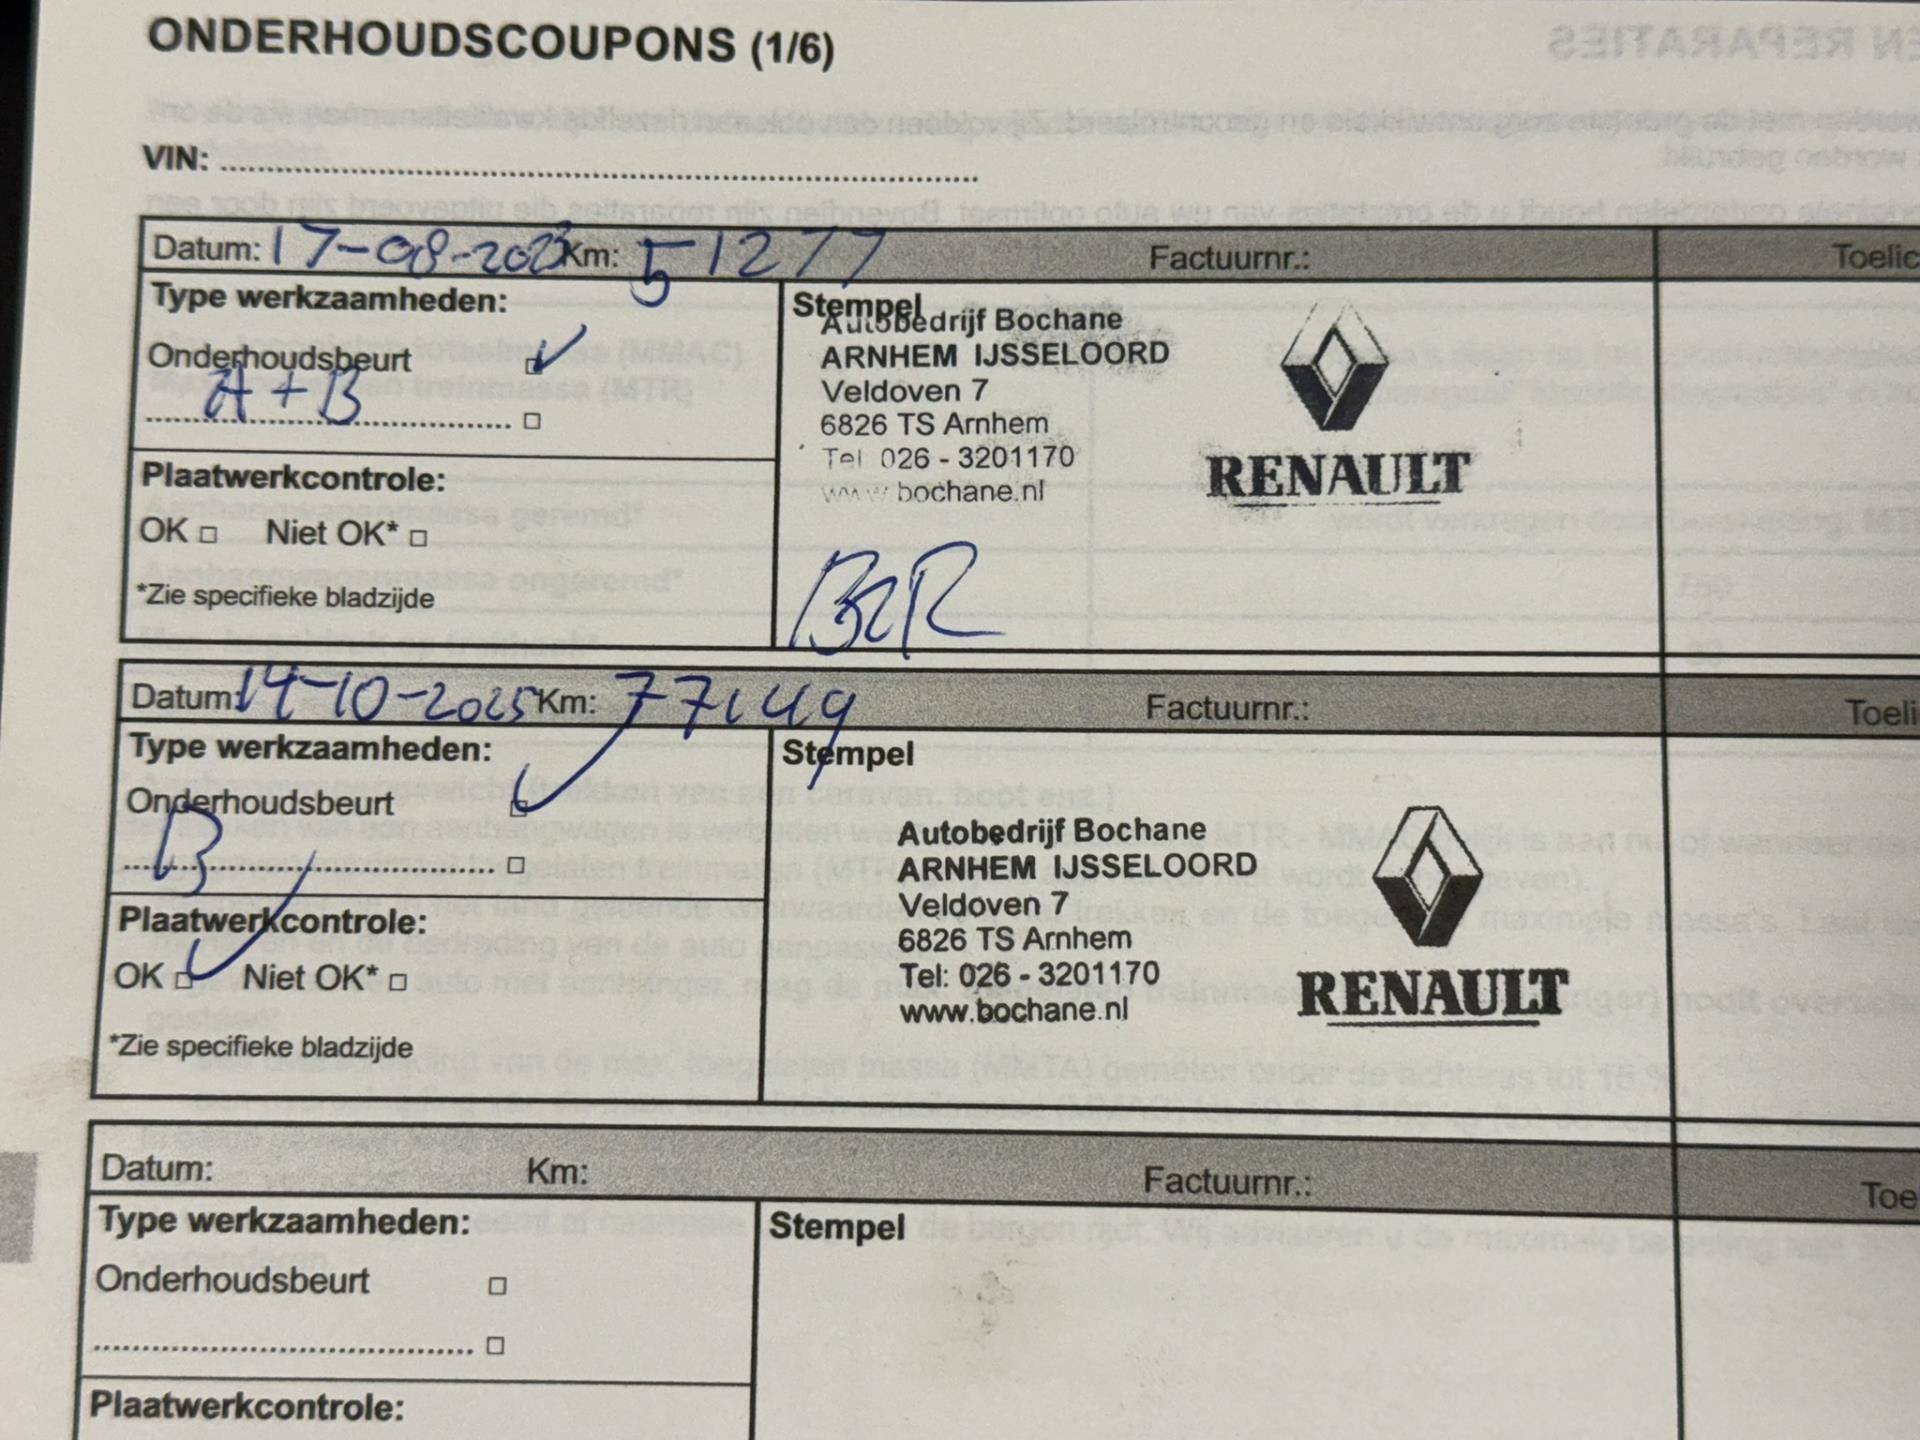 ONDERHOUDSCOUPONS (1/6)
VIN:
Datum: 17-08-2023 Km: 51277 Factuurnr.: Toelic
Type werkzaamheden:
Onderhoudsbeurt
A + B
Plaatwerkcontrole:
OK □ Niet OK* □
*Zie specifieke bladzijde
Stempel
Autobedrijf Bochane
ARNHEM IJSSELOORD
Veldoven 7
6826 TS Arnhem
Tel 026 - 3201170
www.bochane.nl
RENAULT
Datum: 14-10-2025 Km: 77149 Factuurnr.: Toeli
Type werkzaamheden:
Onderhoudsbeurt
B
Plaatwerkcontrole:
OK □ Niet OK* □
*Zie specifieke bladzijde
Stempel
Autobedrijf Bochane
ARNHEM IJSSELOORD
Veldoven 7
6826 TS Arnhem
Tel: 026 - 3201170
www.bochane.nl
RENAULT
Datum: Km: Factuurnr.: Toe
Type werkzaamheden:
Onderhoudsbeurt □
Plaatwerkcontrole:
Stempel